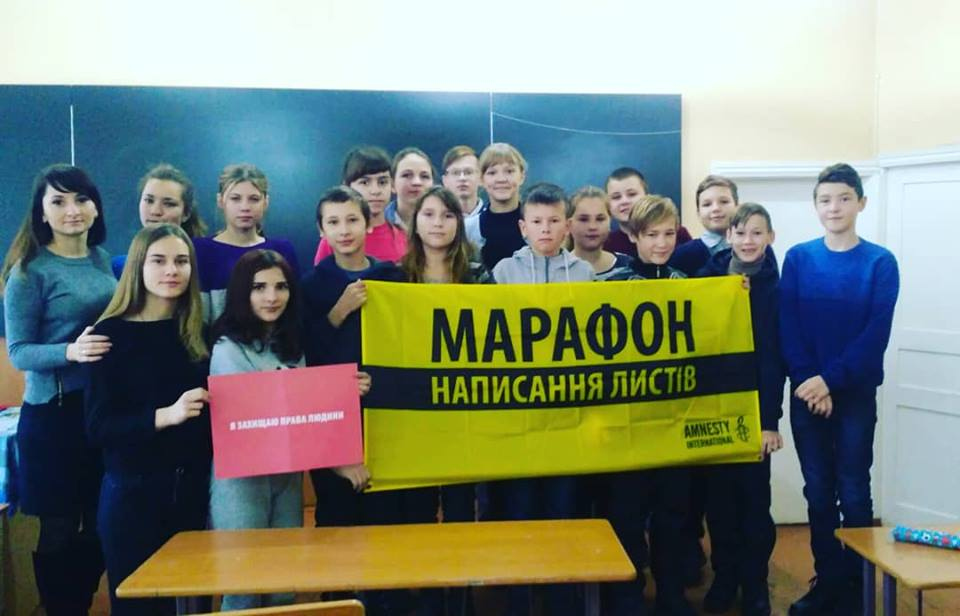 Я ЗАХИЩАЮ ПРАВА ЛЮДИНИ
МАРАФОН
НАПИСАННЯ ЛИСТІВ
AMNESTY
INTERNATIONAL